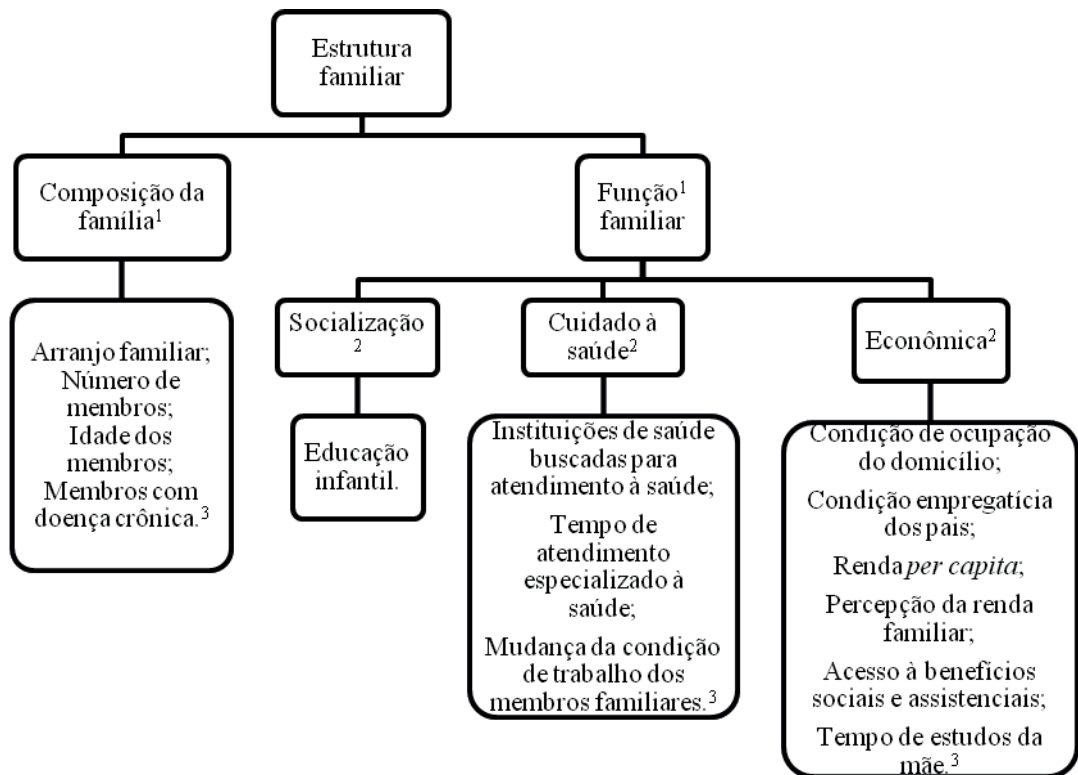 Estrutura
familiar
Composição da
família¹
Função¹
familiar
Arranjo familiar;
Número de
membros;
Idade dos
membros;
Membros com
doença crônica.³
Socialização
²
Cuidado à
saúde²
Econômica²
Educação
infantil.
Instituições de saúde
buscadas para
atendimento à saúde;
Tempo de
atendimento
especializado à
saúde;
Mudança da condição
de trabalho dos
membros familiares.³
Condição de ocupação
do domicílio;
Condição empregatícia
dos pais;
Renda per capita;
Percepção da renda
familiar;
Acesso à benefícios
sociais e assistenciais;
Tempo de estudos da
mãe.³